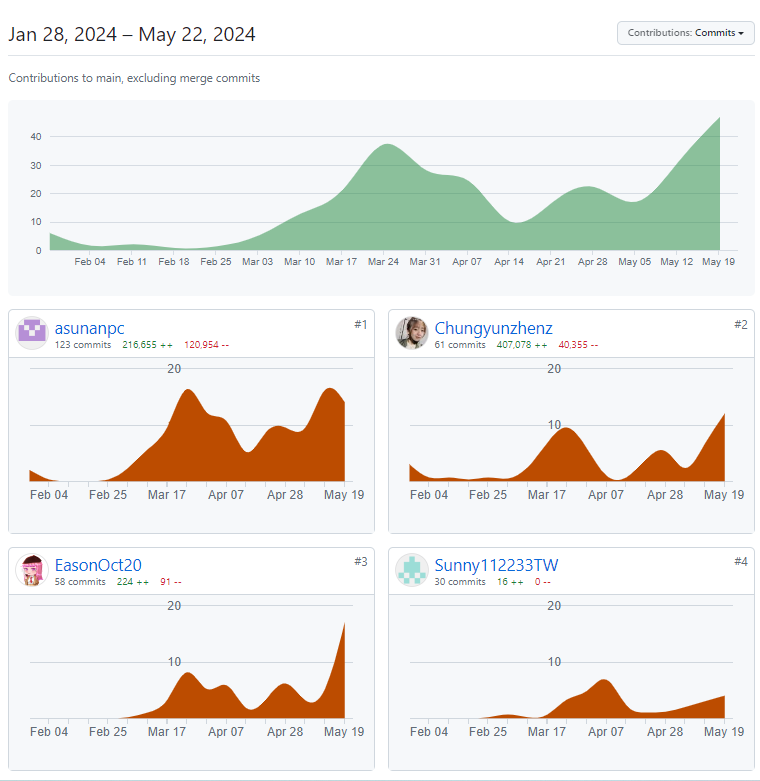 Jan 28, 2024 – May 22, 2024
Contributions: Commits
Contributions to main, excluding merge commits
40
30
20
10
0
Feb 04 Feb 11 Feb 18 Feb 25 Mar 03 Mar 10 Mar 17 Mar 24 Mar 31 Apr 07 Apr 14 Apr 21 Apr 28 May 05 May 12 May 19
asunanpc #1
123 commits 216,655 ++ 120,954 --
20
Feb 04 Feb 25 Mar 17 Apr 07 Apr 28 May 19
Chungyunzhenz #2
61 commits 407,078 ++ 40,355 --
20
10
Feb 04 Feb 25 Mar 17 Apr 07 Apr 28 May 19
EasonOct20 #3
58 commits 224 ++ 91 --
20
10
Feb 04 Feb 25 Mar 17 Apr 07 Apr 28 May 19
Sunny112233TW #4
30 commits 16 ++ 0 --
20
10
Feb 04 Feb 25 Mar 17 Apr 07 Apr 28 May 19